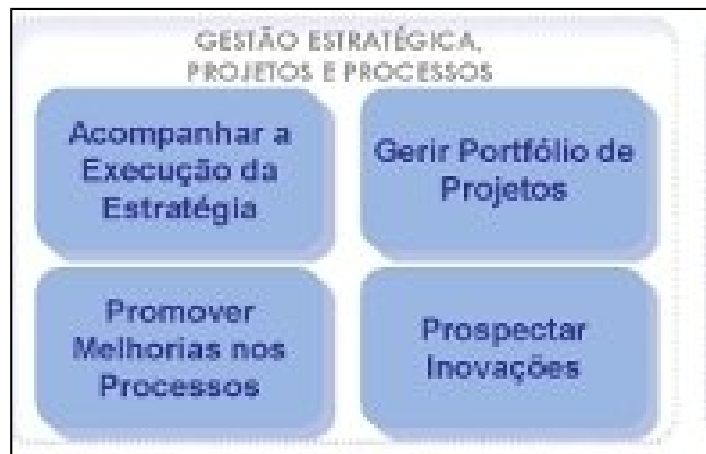 GESTÃO ESTRATÉGICA,
PROJETOS E PROCESSOS
Acompanhar a
Execução da
Estratégia
Gerir Portfólio de
Projetos
Promover
Melhorias nos
Processos
Prospectar
Inovações